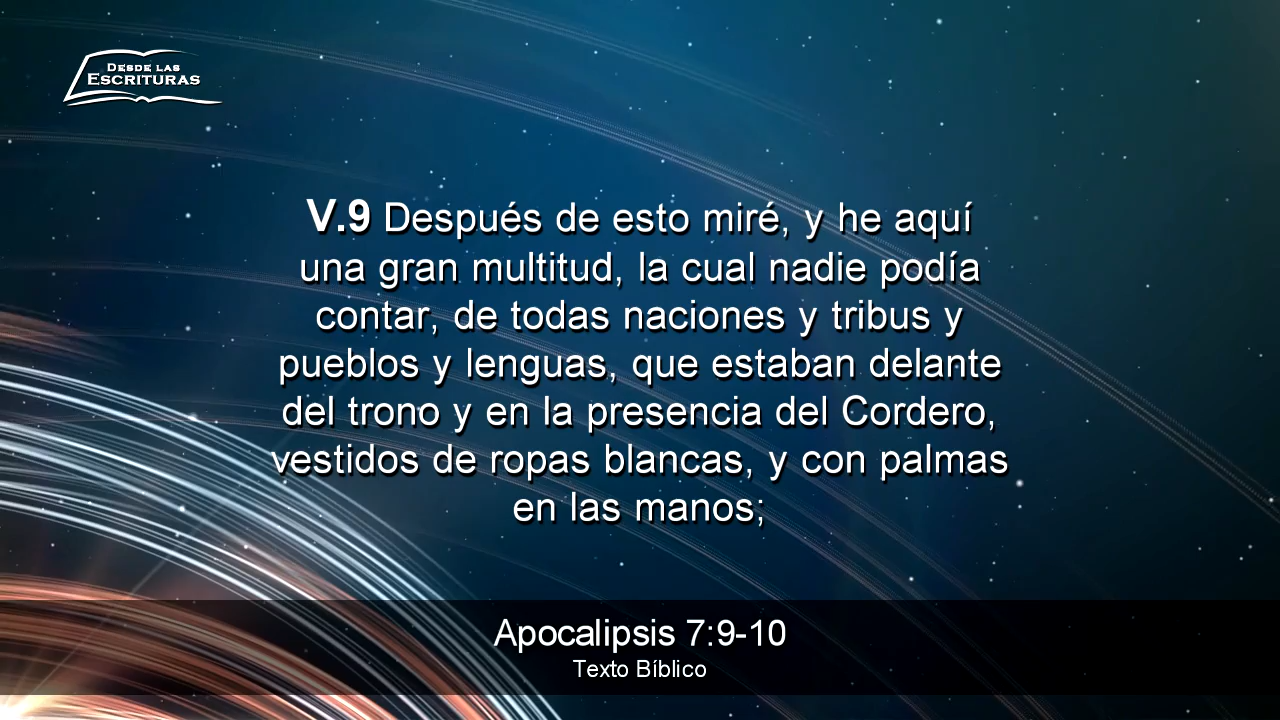 DESDE LAS
ESCRITURAS
V.9 Después de esto miré, y he aquí
una gran multitud, la cual nadie podía
contar, de todas naciones y tribus y
pueblos y lenguas, que estaban delante
del trono y en la presencia del Cordero,
vestidos de ropas blancas, y con palmas
en las manos;
Apocalipsis 7:9-10
Texto Bíblico